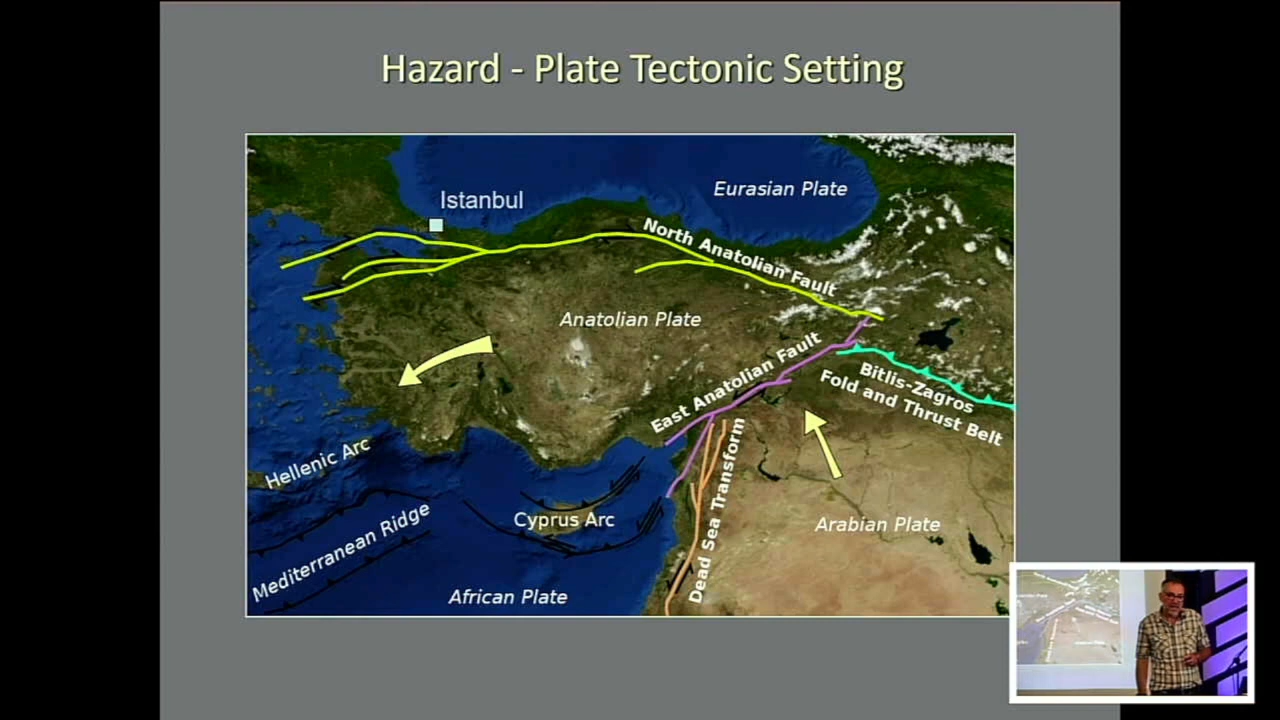 Hazard - Plate Tectonic Setting
Eurasian Plate
Istanbul
North Anatolian Fault
Anatolian Plate
East Anatolian Fault
Bitlis-Zagros
Fold and Thrust Belt
Hellenic Arc
Mediterranean Ridge
Cyprus Arc
Dead Sea Transform
Arabian Plate
African Plate